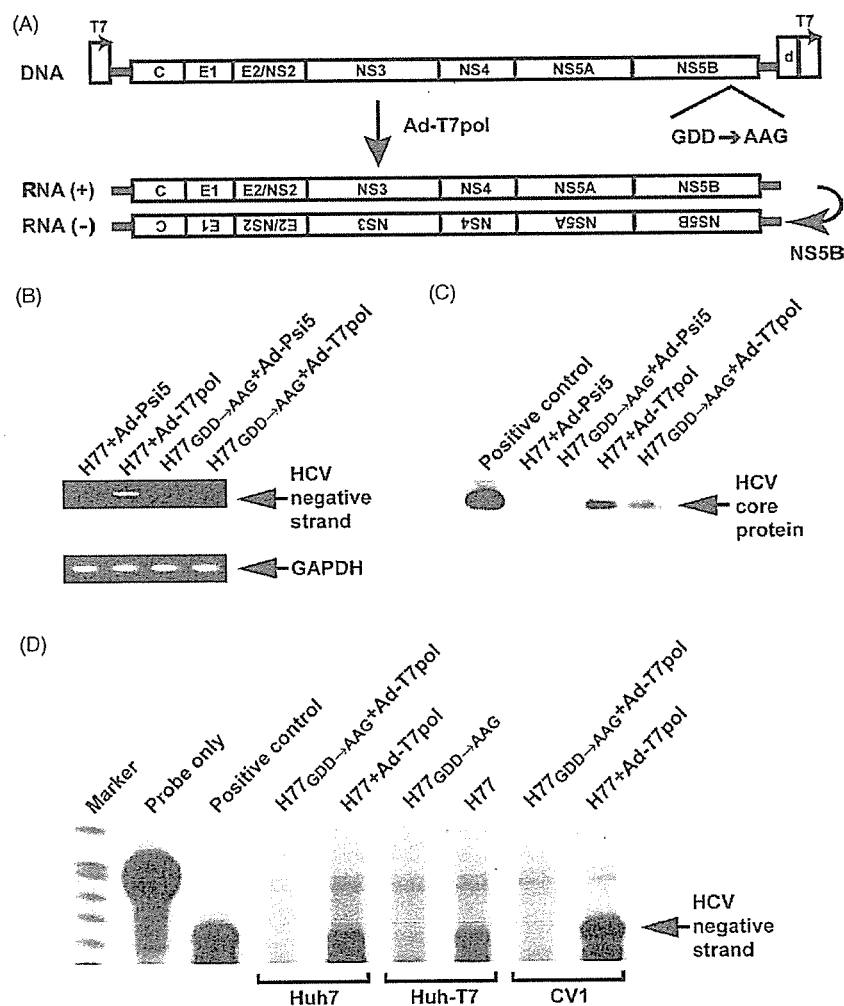 (A)
T7
T7
DNA
C E1 E2/NS2 NS3 NS4 NS5A NS5B
d
Ad-T7pol
GDD→AAG
RNA (+)
C E1 E2/NS2 NS3 NS4 NS5A NS5B
RNA (-)
C E1 E2/NS2 NS3 NS4 NS5A NS5B
NS5B
(B)
H77+Ad-Psi5
H77+Ad-T7pol
H77GDD→AAG+Ad-Psi5
H77GDD→AAG+Ad-T7pol
HCV
negative
strand
GAPDH
(C)
Positive control
H77+Ad-Psi5
H77GDD→AAG+Ad-Psi5
H77+Ad-T7pol
H77GDD→AAG+Ad-T7pol
HCV
core
protein
(D)
Marker
Probe only
Positive control
H77GDD→AAG+Ad-T7pol
H77+Ad-T7pol
H77GDD→AAG
H77
H77GDD→AAG+Ad-T7pol
H77+Ad-T7pol
HCV
negative
strand
Huh7
Huh-T7
CV1